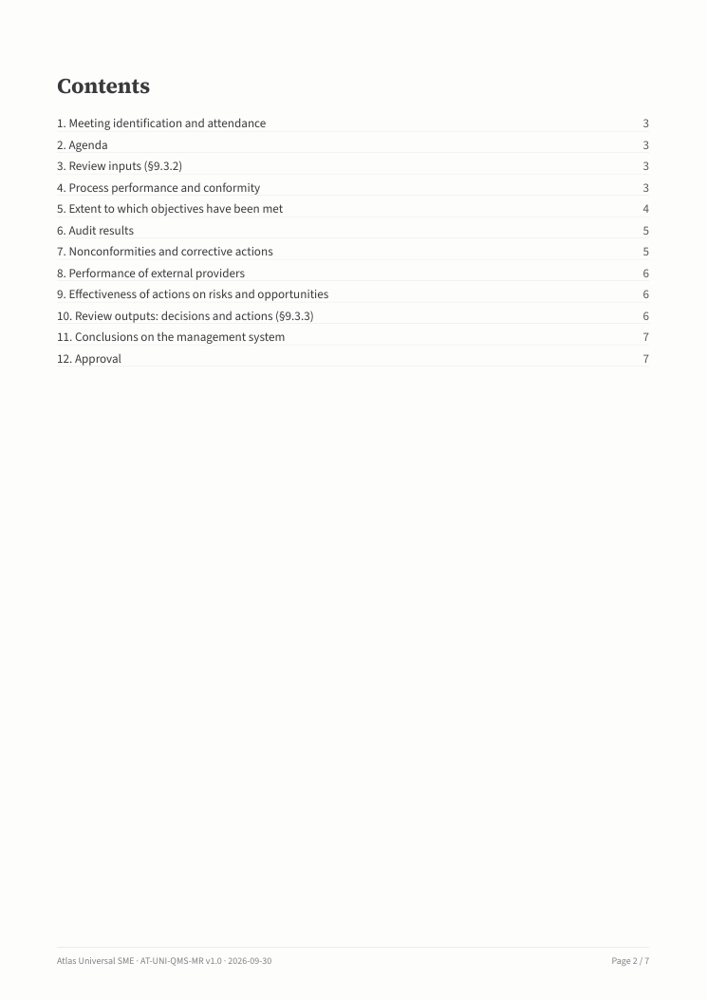 Contents
1. Meeting identification and attendance 3
2. Agenda 3
3. Review inputs (§9.3.2) 3
4. Process performance and conformity 3
5. Extent to which objectives have been met 4
6. Audit results 5
7. Nonconformities and corrective actions 5
8. Performance of external providers 6
9. Effectiveness of actions on risks and opportunities 6
10. Review outputs: decisions and actions (§9.3.3) 6
11. Conclusions on the management system 7
12. Approval 7
Atlas Universal SME · AT-UNI-QMS-MR v1.0 · 2026-09-30 Page 2 / 7